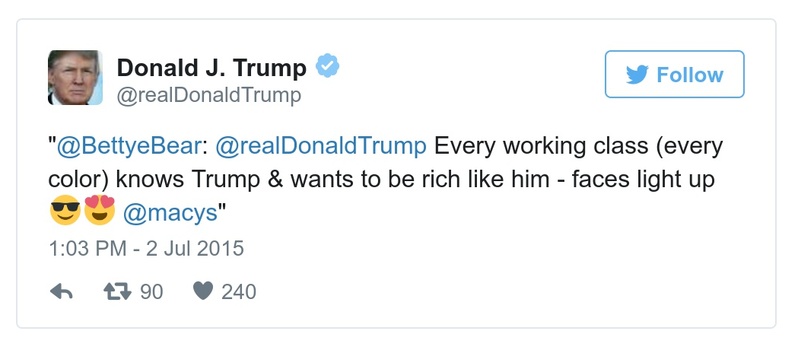 Donald J. Trump
@realDonaldTrump
Follow
"@BettyeBear: @realDonaldTrump Every working class (every
color) knows Trump & wants to be rich like him - faces light up
😎😍 @macys"
1:03 PM - 2 Jul 2015
90 240